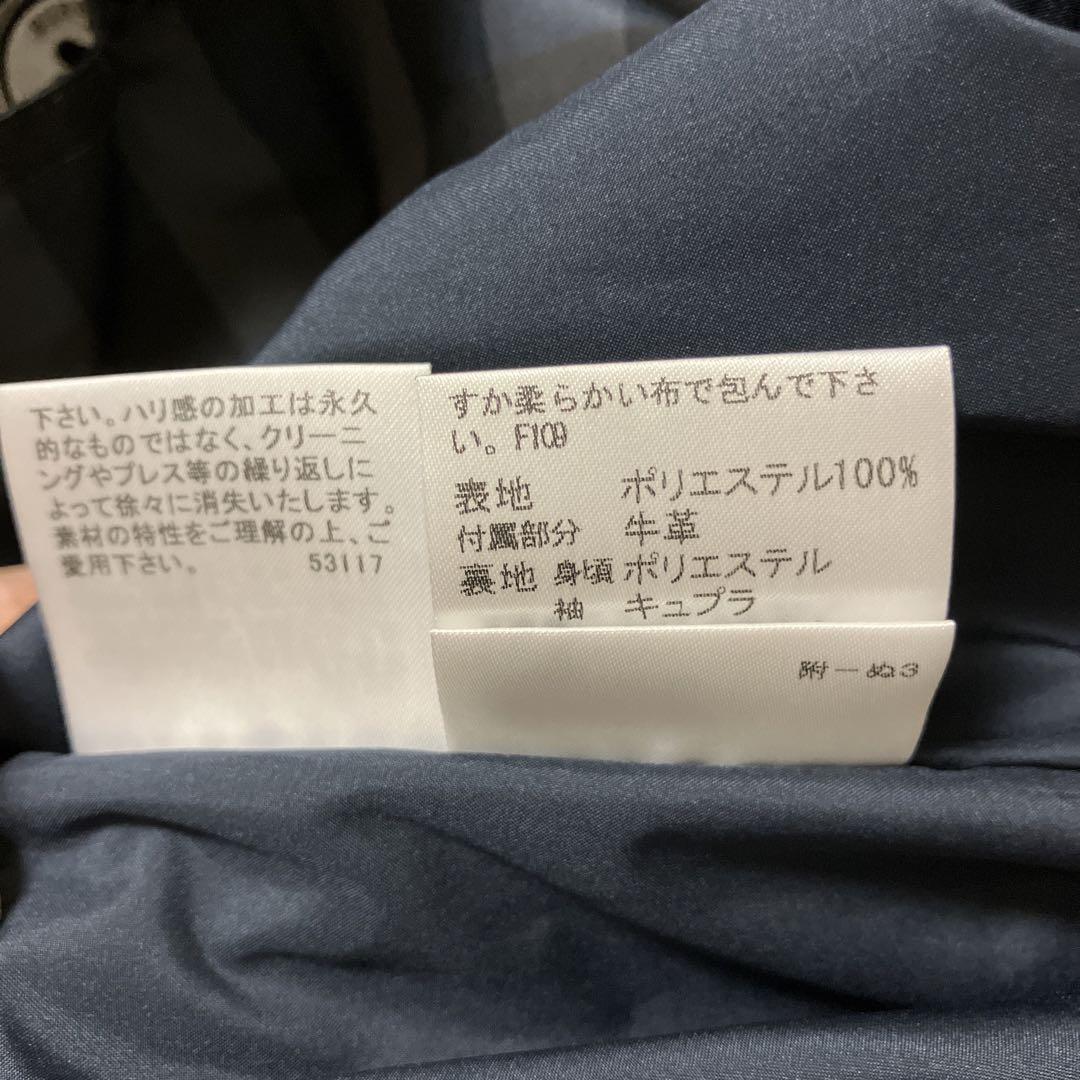 下さい。ハリ感の加工は永久
的なものではなく、クリーニ
ングやプレス等の繰り返しに
よって徐々に消失いたします。
素材の特性をご理解の上、ご
愛用下さい。 53117
すか柔らかい布で包んで下さ
い。F109
表地 ポリエステル100%
付属部分 牛革
裏地 身頃 ポリエステル
袖 キュプラ
附ーぬ3